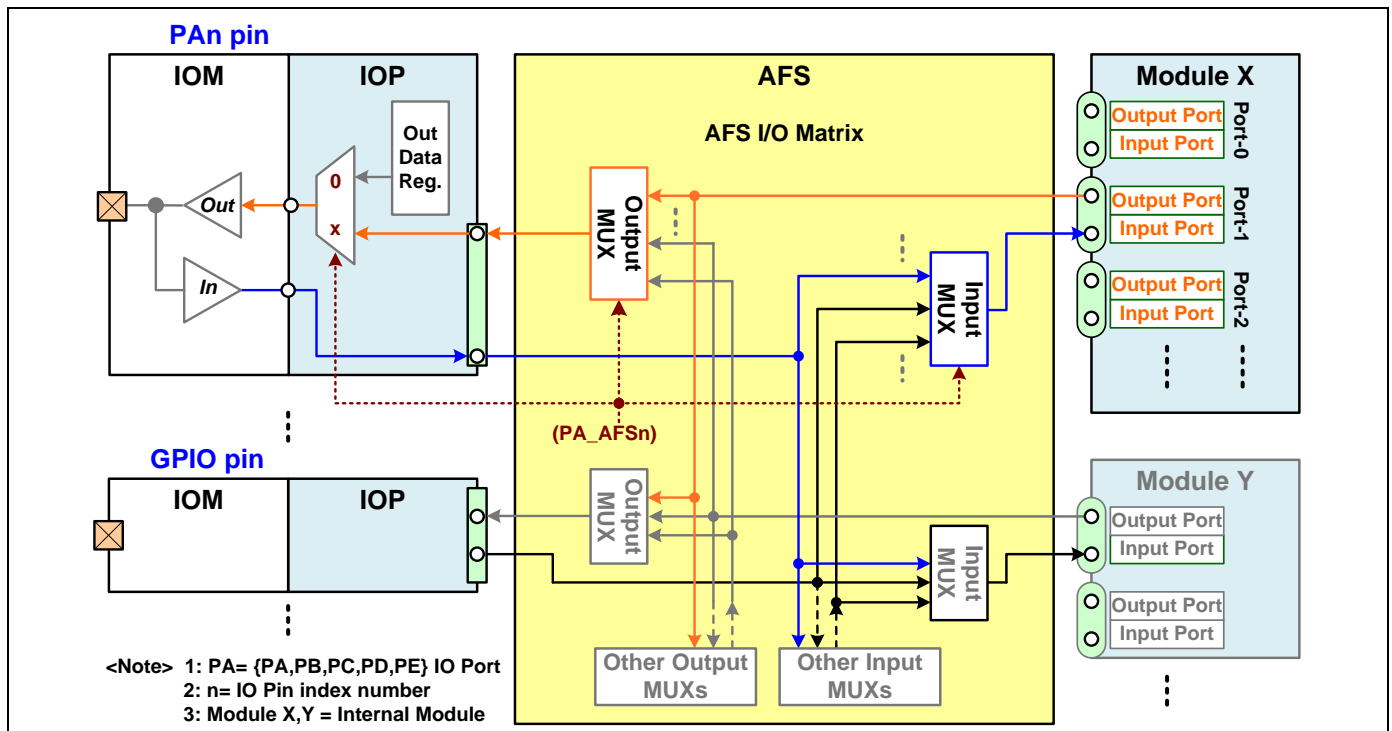 PAn pin
IOM
IOP
Out
Data
Reg.
0
x
Out
In
AFS
AFS I/O Matrix
Output
MUX
Input
MUX
(PA_AFSn)
Module X
Output Port
Input Port
Port-0
Output Port
Input Port
Port-1
Output Port
Input Port
Port-2
GPIO pin
IOM
IOP
Output
MUX
Input
MUX
Module Y
Output Port
Input Port
Output Port
Input Port
Other Output
MUXs
Other Input
MUXs
<Note> 1: PA= {PA,PB,PC,PD,PE} IO Port
2: n= IO Pin index number
3: Module X,Y = Internal Module